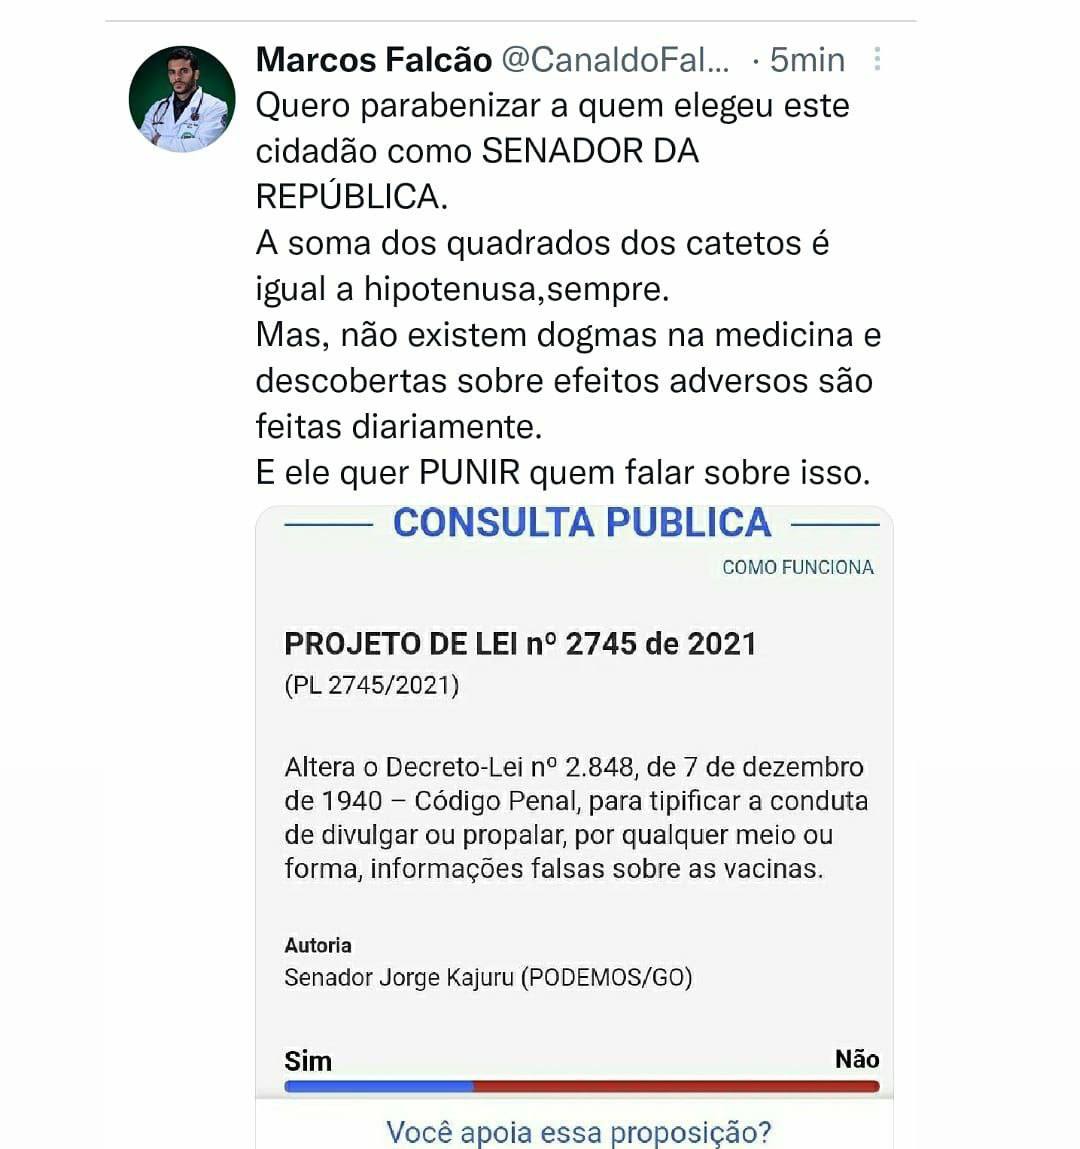 Marcos Falcão @CanaldoFal... · 5min
Quero parabenizar a quem elegeu este
cidadão como SENADOR DA
REPÚBLICA.
A soma dos quadrados dos catetos é
igual a hipotenusa,sempre.
Mas, não existem dogmas na medicina e
descobertas sobre efeitos adversos são
feitas diariamente.
E ele quer PUNIR quem falar sobre isso.
CONSULTA PUBLICA
COMO FUNCIONA
PROJETO DE LEI nº 2745 de 2021
(PL 2745/2021)
Altera o Decreto-Lei nº 2.848, de 7 de dezembro
de 1940 – Código Penal, para tipificar a conduta
de divulgar ou propalar, por qualquer meio ou
forma, informações falsas sobre as vacinas.
Autoria
Senador Jorge Kajuru (PODEMOS/GO)
Sim Não
Você apoia essa proposição?